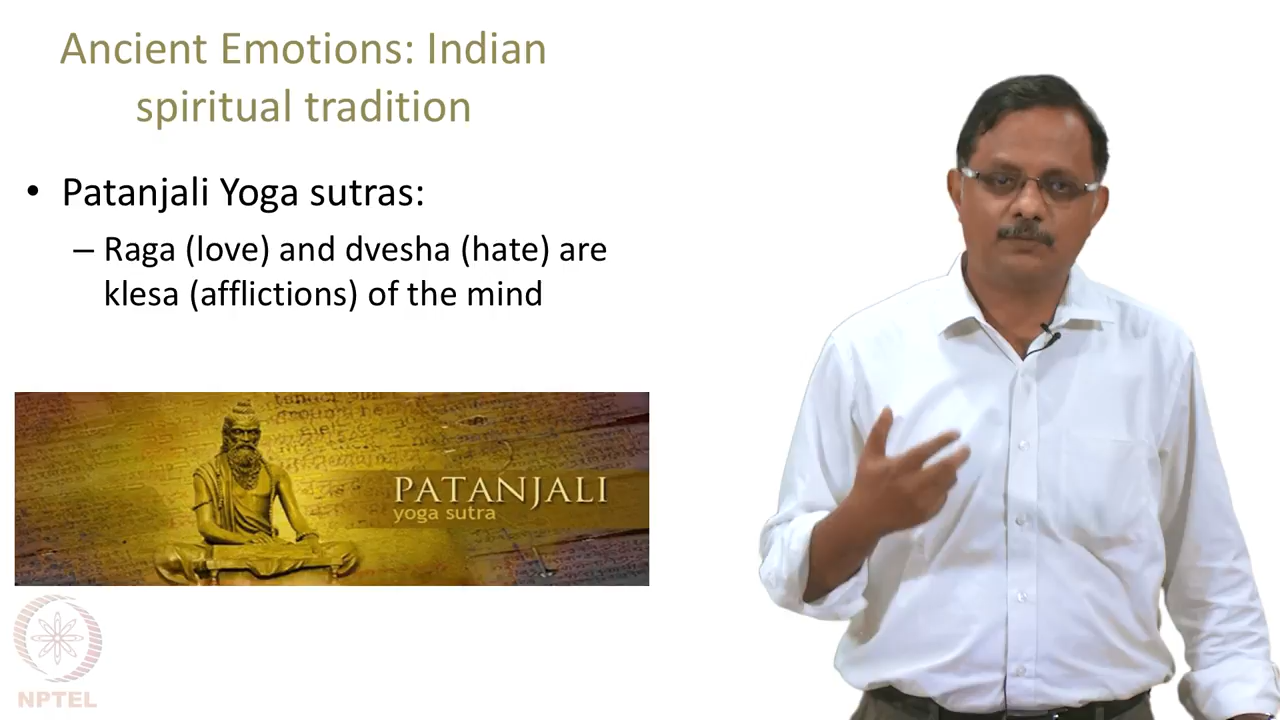 Ancient Emotions: Indian
spiritual tradition
• Patanjali Yoga sutras:
– Raga (love) and dvesha (hate) are
klesa (afflictions) of the mind
PATANJALI
yoga sutra
NPTEL